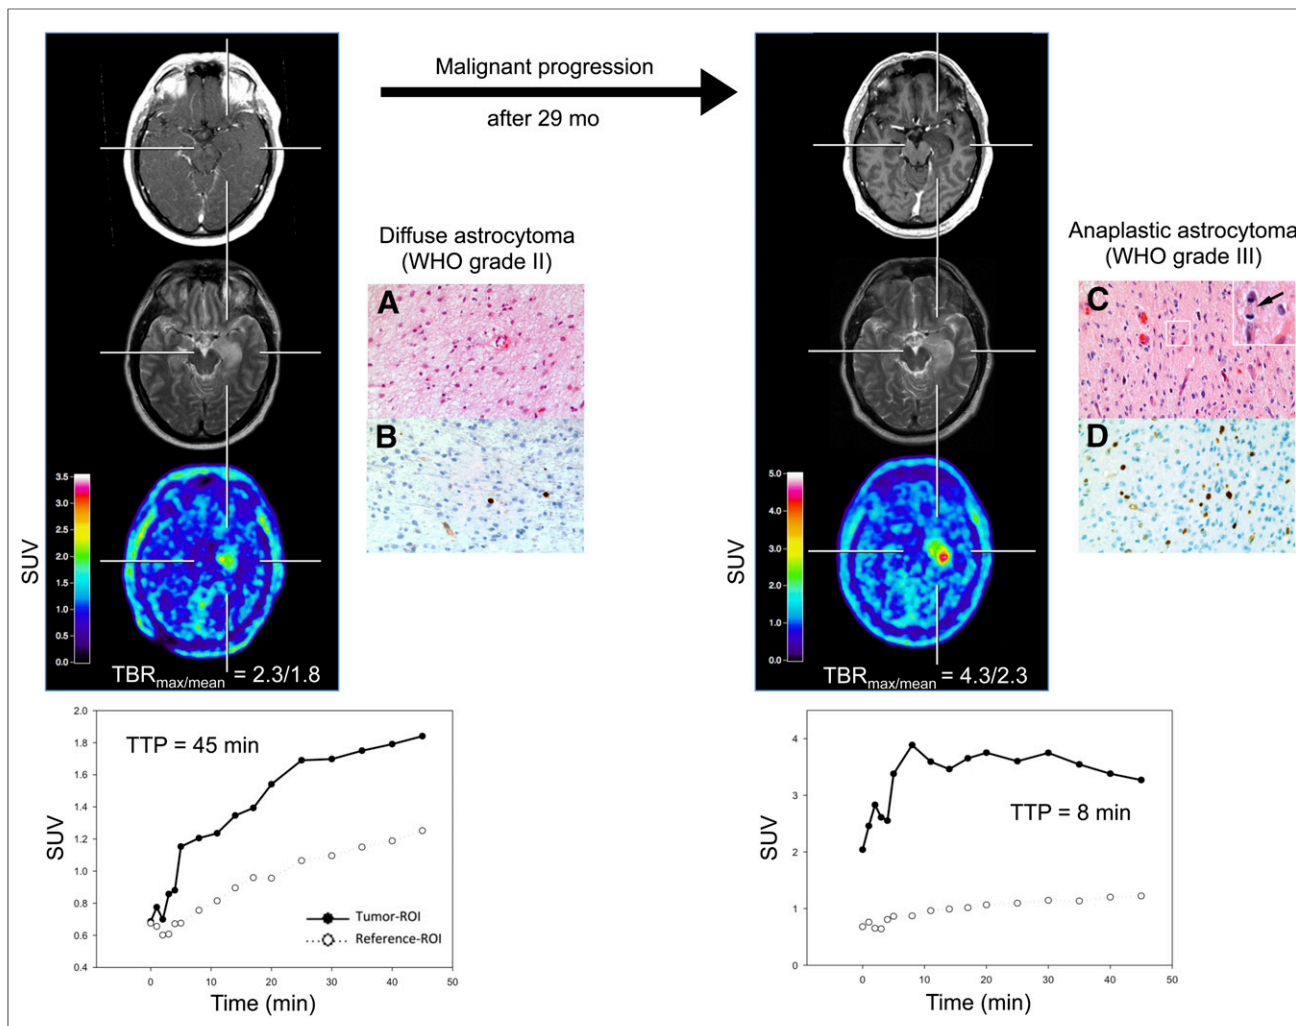 Malignant progression
after 29 mo
Diffuse astrocytoma
(WHO grade II)
A
B
SUV
3.5
3.0
2.5
2.0
1.5
1.0
0.5
0.0
TBRmax/mean = 2.3/1.8
Anaplastic astrocytoma
(WHO grade III)
C
D
SUV
5.0
4.0
3.0
2.0
1.0
0.0
TBRmax/mean = 4.3/2.3
TTP = 45 min
SUV
2.0
1.8
1.6
1.4
1.2
1.0
0.8
0.6
0.4
Tumor-ROI
Reference-ROI
0 10 20 30 40 50
Time (min)
TTP = 8 min
SUV
4
3
2
1
0
0 10 20 30 40 50
Time (min)